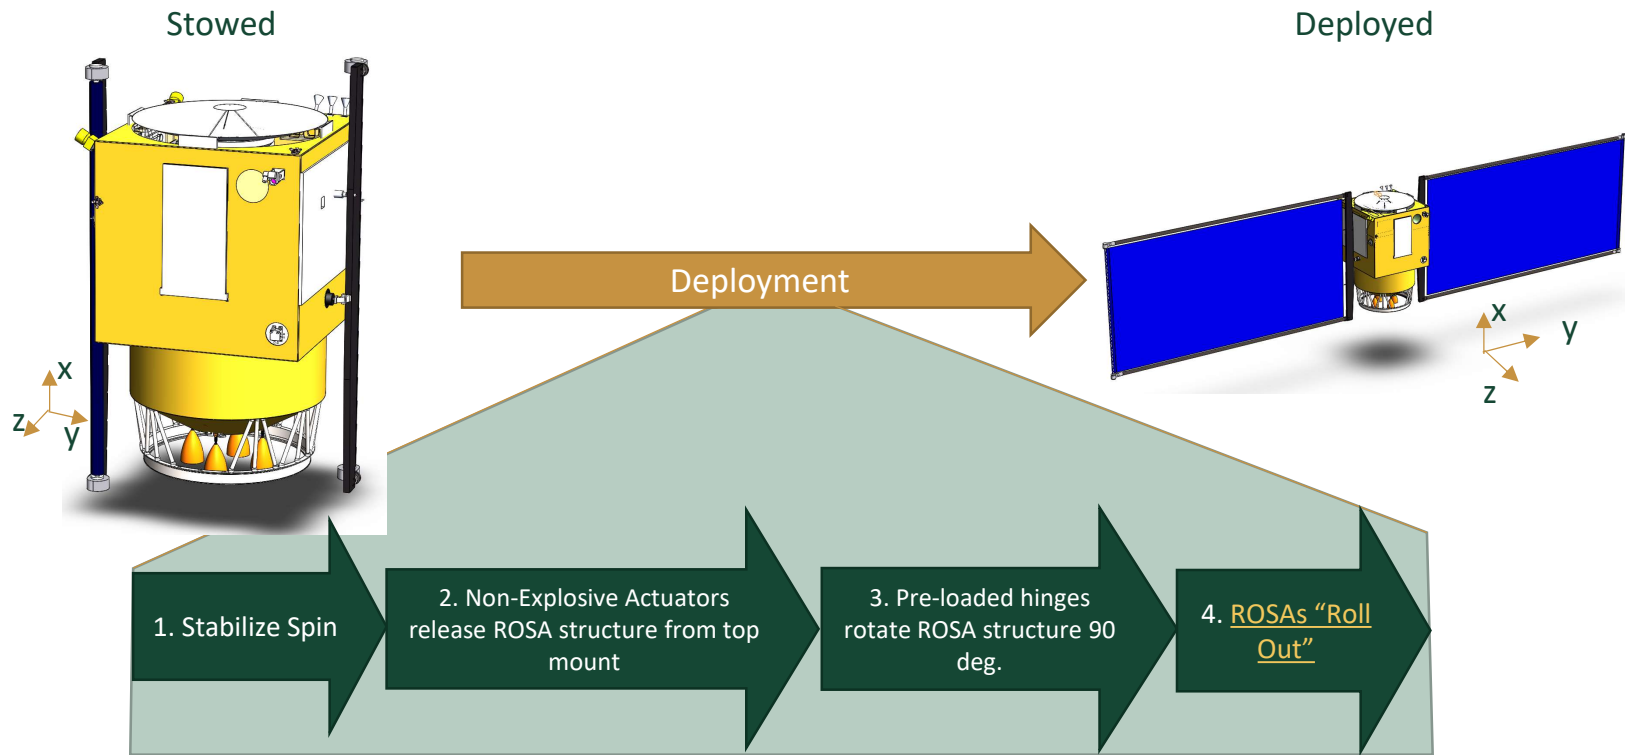 Stowed
Deployed
Deployment
x
z
y
x
y
z
1. Stabilize Spin
2. Non-Explosive Actuators
release ROSA structure from top
mount
3. Pre-loaded hinges
rotate ROSA structure 90
deg.
4. ROSAs “Roll
Out”